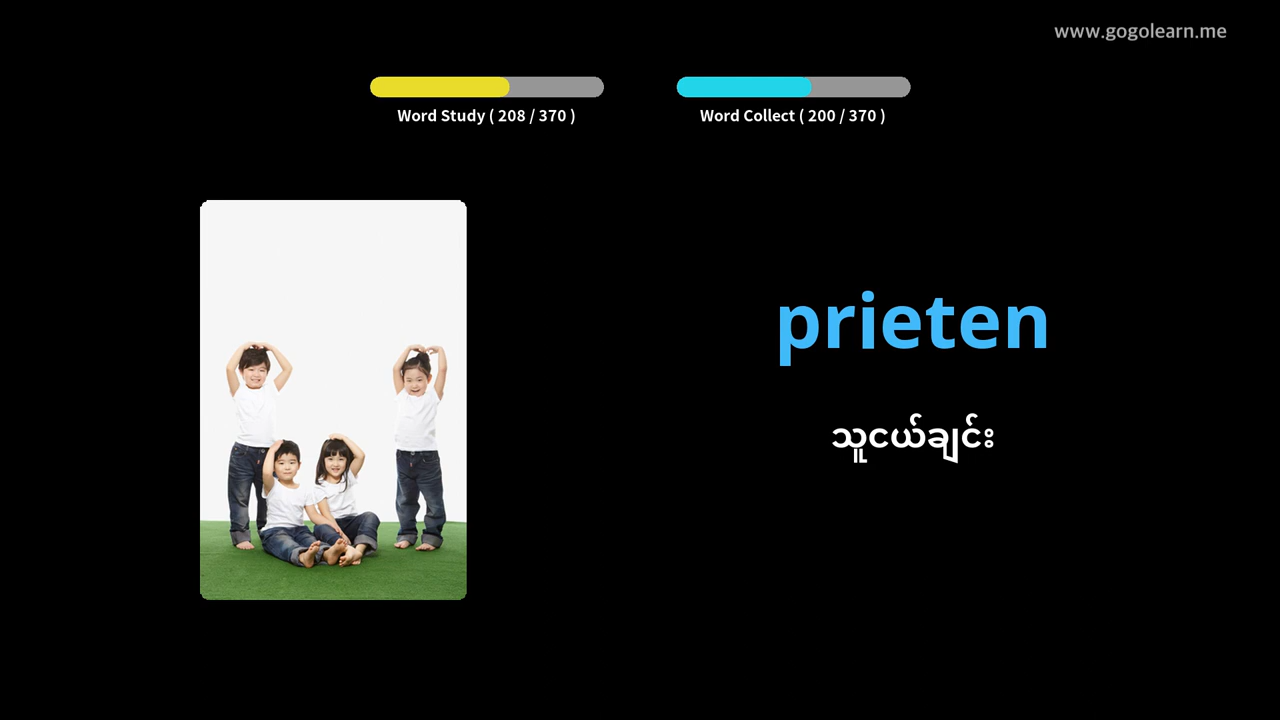 www.gogolearn.me
Word Study ( 208 / 370 )
Word Collect ( 200 / 370 )
prieten
သူငယ်ချင်း